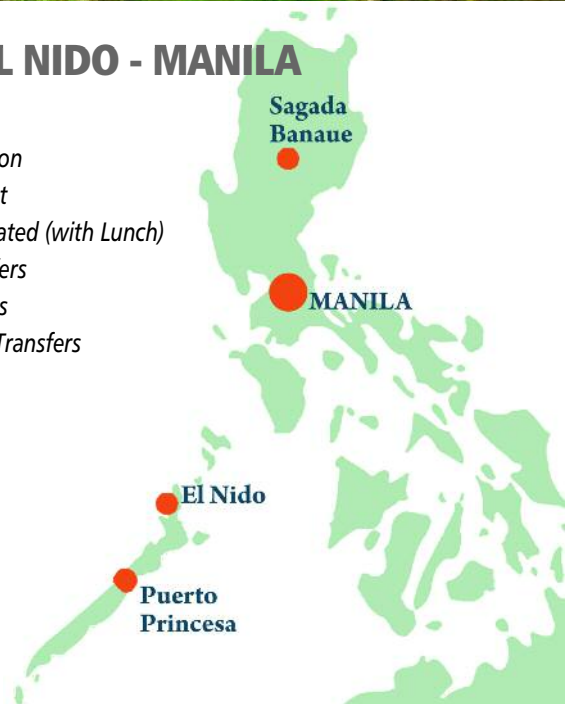 L NIDO - MANILA
on
t
ated (with Lunch)
ers
s
Transfers
Sagada
Banaue
MANILA
El Nido
Puerto
Princesa